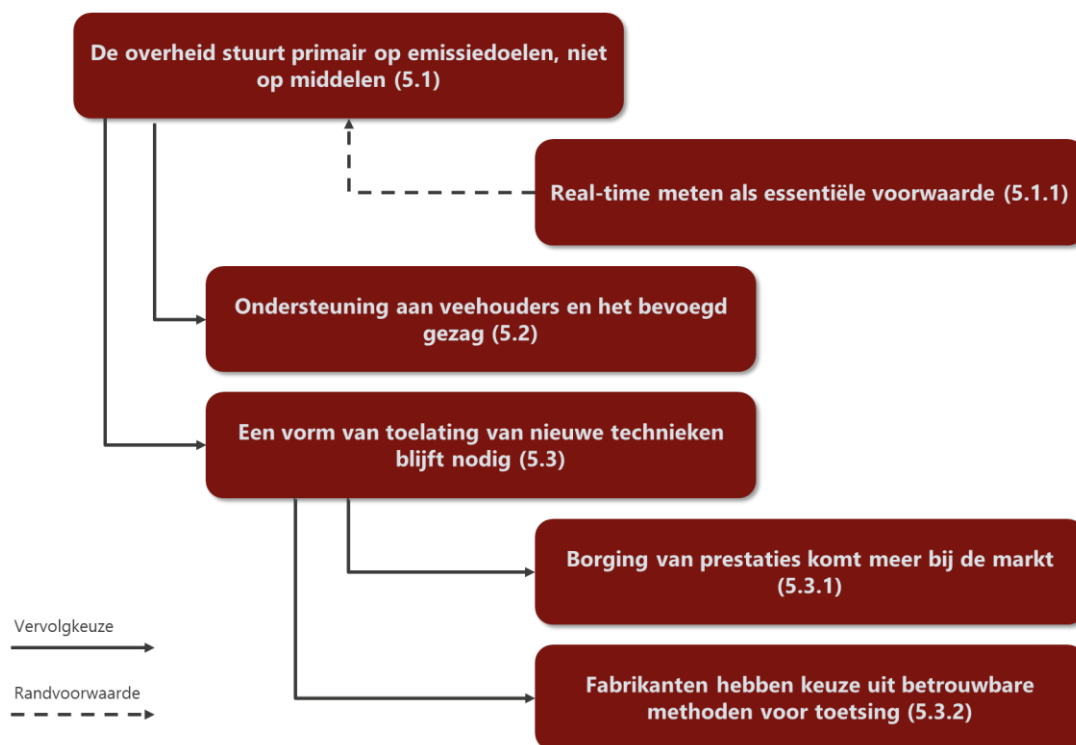 De overheid stuurt primair op emissiedoelen, niet
op middelen (5.1)
Real-time meten als essentiële voorwaarde (5.1.1)
Ondersteuning aan veehouders en het bevoegd
gezag (5.2)
Een vorm van toelating van nieuwe technieken
blijft nodig (5.3)
Borging van prestaties komt meer bij de markt
(5.3.1)
Fabrikanten hebben keuze uit betrouwbare
methoden voor toetsing (5.3.2)
Vervolgkeuze
Randvoorwaarde